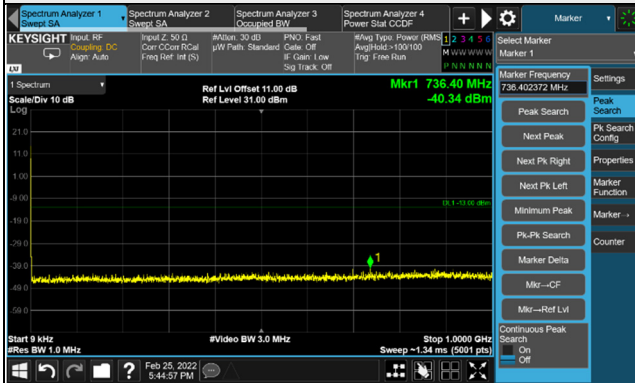 Spectrum Analyzer 1
Swept SA
Spectrum Analyzer 2
Swept SA
Spectrum Analyzer 3
Occupied BW
Spectrum Analyzer 4
Power Stat CCDF
+
Marker
KEYSIGHT
Input: RF
Coupling: DC
Align: Auto
Input Z: 50 Ω
Corr CCorr RCal
Freq Ref: Int (S)
#Atten: 30 dB
µW Path: Standard
PNO: Fast
Gate: Off
IF Gain: Low
Sig Track: Off
#Avg Type: Power (RMS
Avg|Hold:>100/100
Trig: Free Run
1 2 3 4 5 6
M W W W W W
P N N N N N
LU
Select Marker
Marker 1
1 Spectrum
Scale/Div 10 dB
Log
Ref Lvl Offset 11.00 dB
Ref Level 31.00 dBm
Mkr1 736.40 MHz
-40.34 dBm
21.0
11.0
1.00
-9.00
-19.0
-29.0
-39.0
-49.0
-59.0
DL1 -13.00 dBm
1
Start 9 kHz
#Res BW 1.0 MHz
#Video BW 3.0 MHz
Stop 1.0000 GHz
Sweep ~1.34 ms (5001 pts)
Marker Frequency
736.402372 MHz
Peak Search
Next Peak
Next Pk Right
Next Pk Left
Minimum Peak
Pk-Pk Search
Marker Delta
Mkr→CF
Mkr→Ref Lvl
Continuous Peak
Search
On
Off
Settings
Peak
Search
Pk Search
Config
Properties
Marker
Function
Marker→
Counter
?
Feb 25, 2022
5:44:57 PM